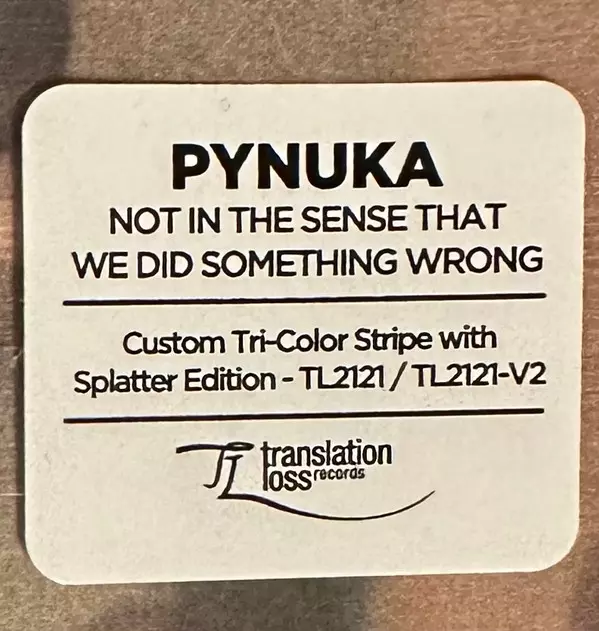 PYNUKA
NOT IN THE SENSE THAT
WE DID SOMETHING WRONG
Custom Tri-Color Stripe with
Splatter Edition - TL2121 / TL2121-V2
TL translation
loss records